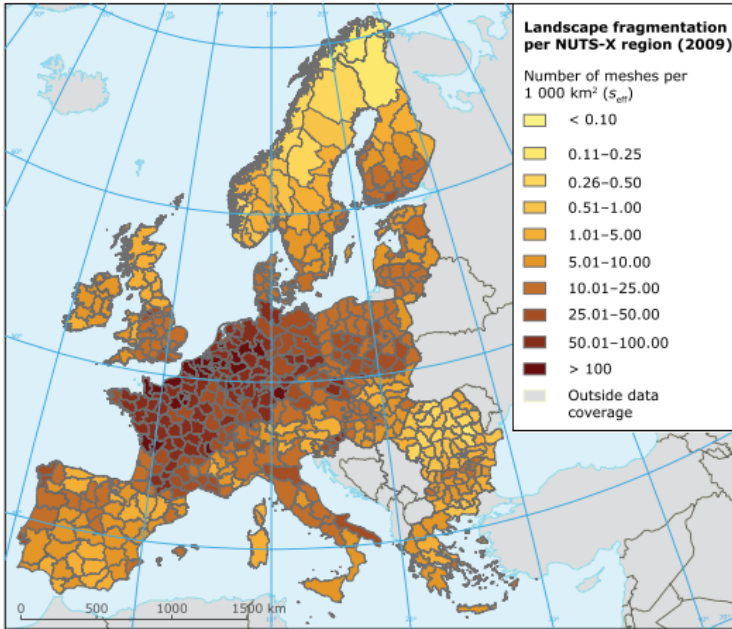 Landscape fragmentation
per NUTS-X region (2009)
Number of meshes per
1 000 km² (s_eff)
< 0.10
0.11–0.25
0.26–0.50
0.51–1.00
1.01–5.00
5.01–10.00
10.01–25.00
25.01–50.00
50.01–100.00
> 100
Outside data
coverage
0 500 1000 1500 km